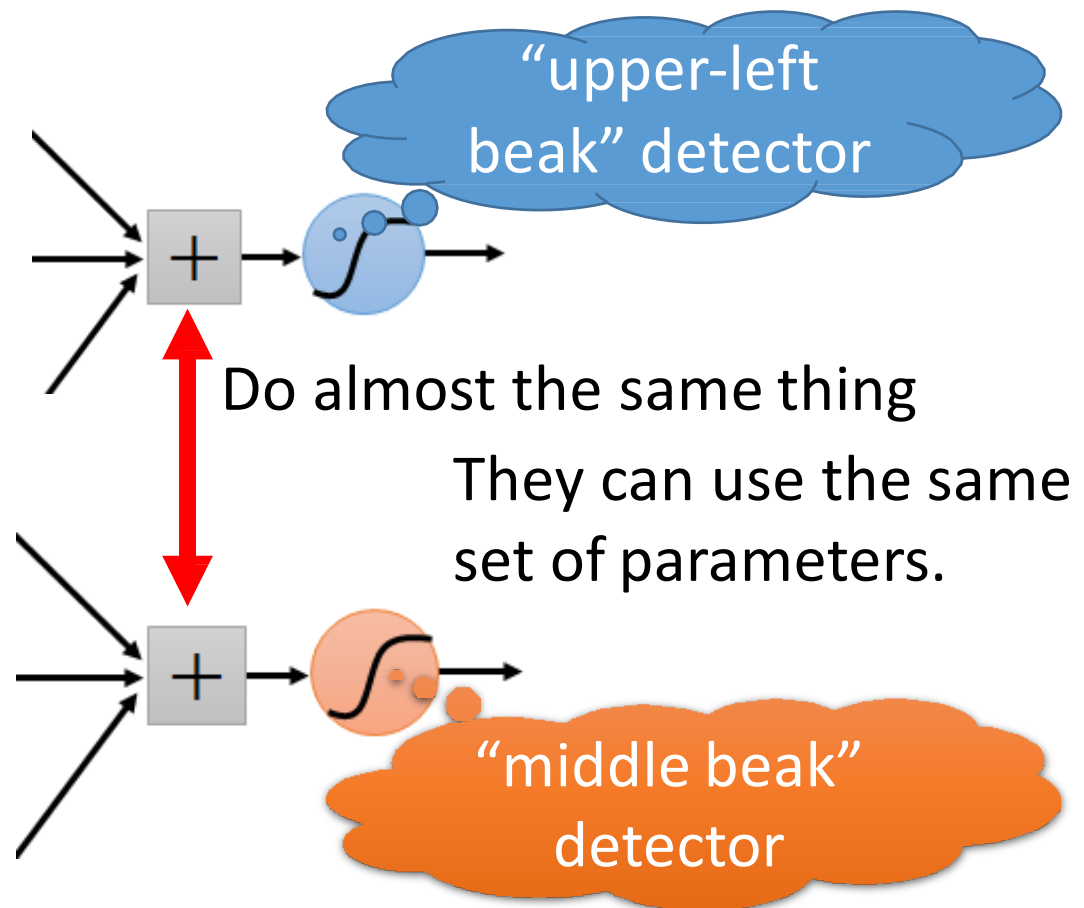 “upper-left
beak” detector
+
Do almost the same thing
They can use the same
set of parameters.
+
“middle beak”
detector